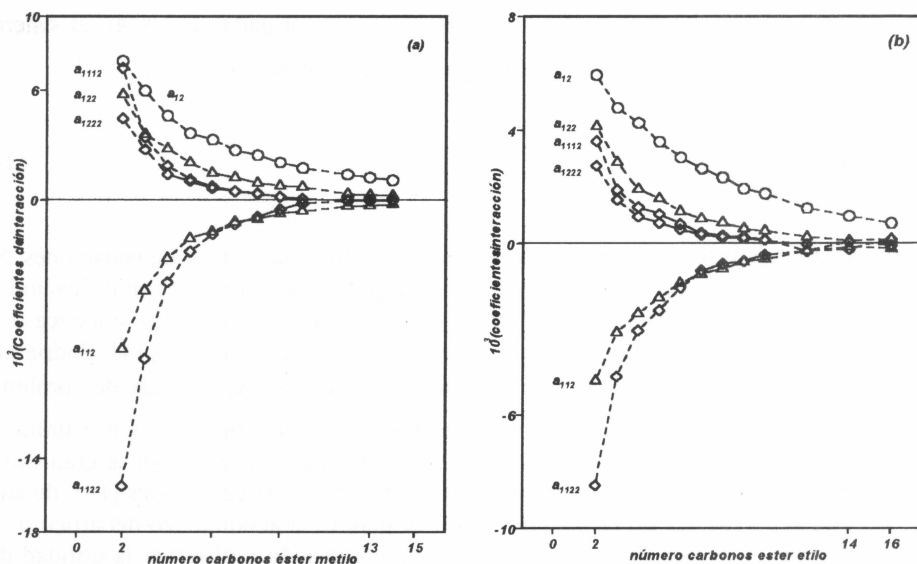 10
(a)
a1112
a12
6
a122
a1222
0
10³(Coeficientes deinteracción)
a112
-14
a1122
-18
0 2 13 15
número carbonos éster metilo
8
(b)
a12
4
a122
a1112
a1222
0
10³(coeficientesinteracción)
a112
-6
a1122
-10
0 2 14 16
número carbonos ester etilo